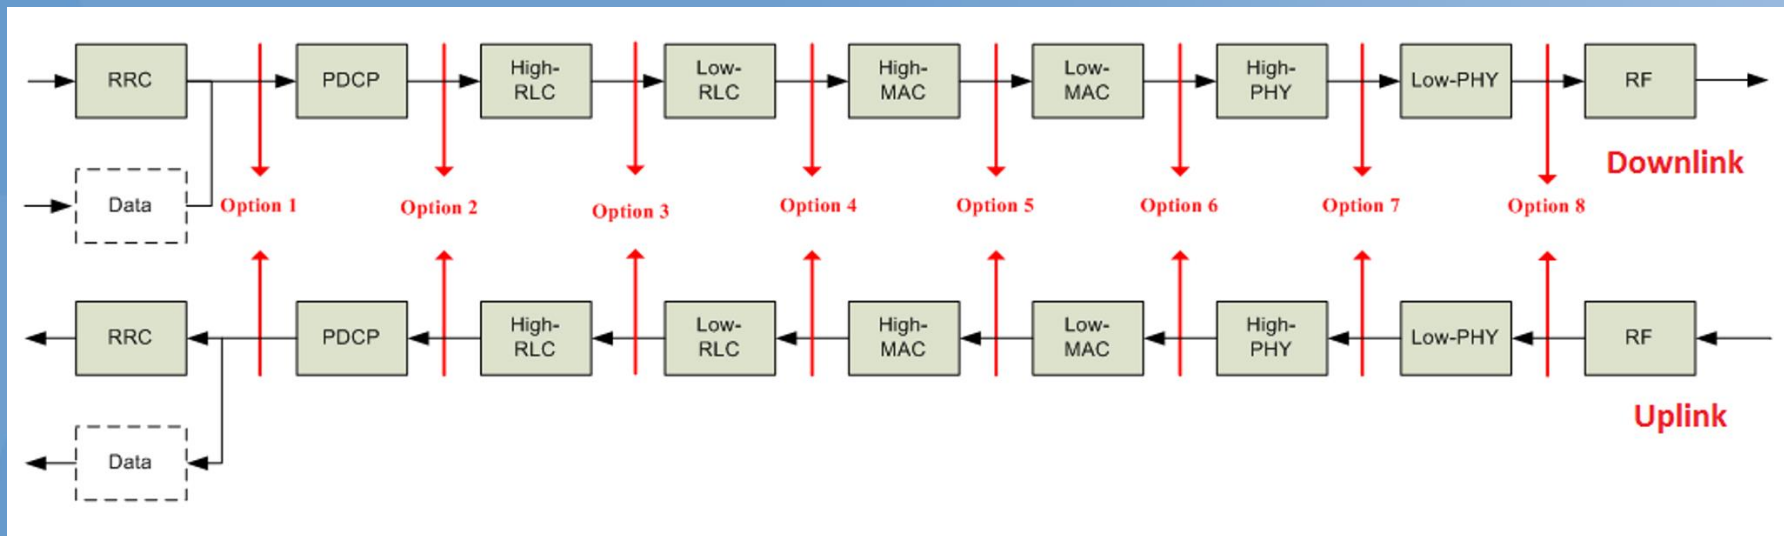 RRC
PDCP
High-
RLC
Low-
RLC
High-
MAC
Low-
MAC
High-
PHY
Low-PHY
RF
Downlink
Data
Option 1
Option 2
Option 3
Option 4
Option 5
Option 6
Option 7
Option 8
RRC
PDCP
High-
RLC
Low-
RLC
High-
MAC
Low-
MAC
High-
PHY
Low-PHY
RF
Uplink
Data